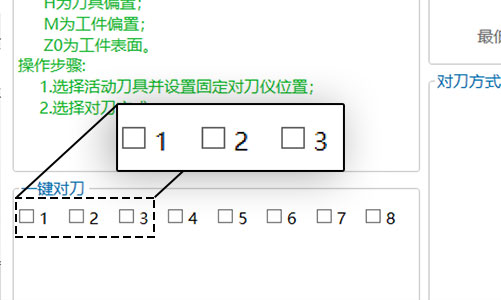 H为刀具偏置；
M为工件偏置；
Z0为工件表面。
操作步骤：
1.选择活动刀具并设置固定对刀仪位置；
2.选择对刀
1 2 3
一键对刀
1 2 3 4 5 6 7 8
最
对刀方式